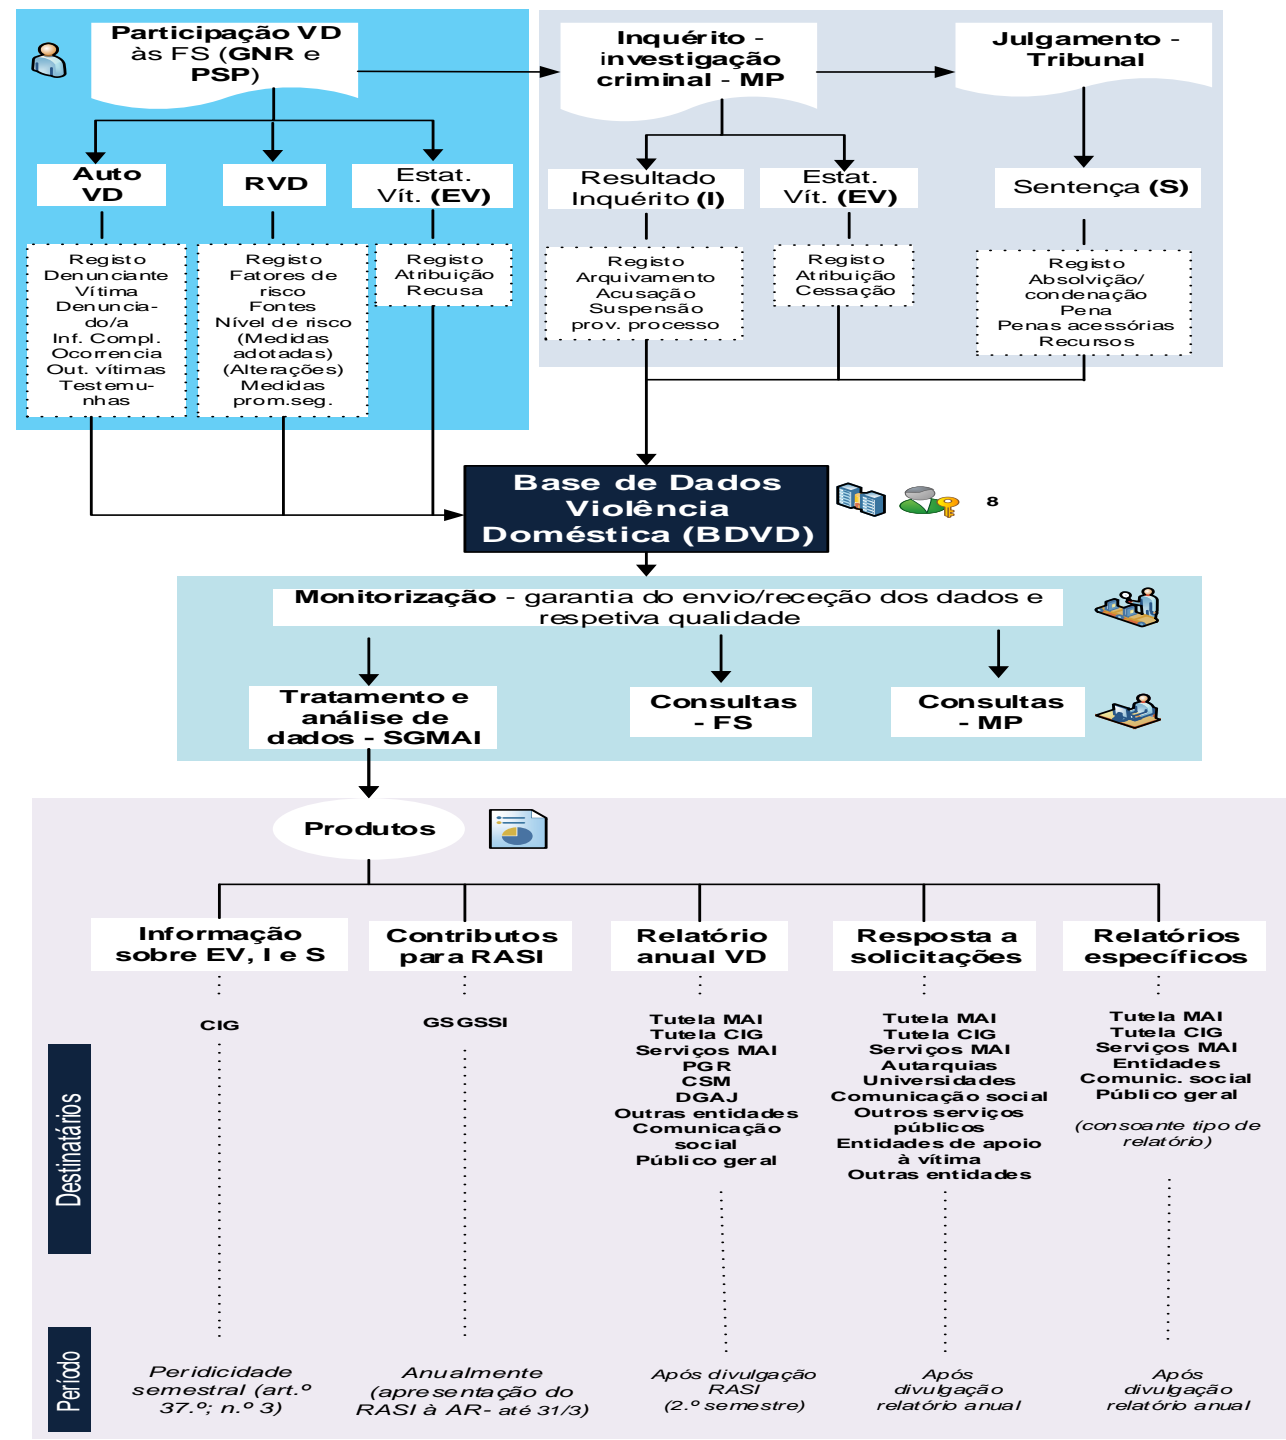 Participação VD
às FS (GNR e
PSP)
Inquérito -
investigação
criminal - MP
Julgamento -
Tribunal
Auto
VD
RVD
Estat.
Vít. (EV)
Resultado
Inquérito (I)
Estat.
Vít. (EV)
Sentença (S)
Registo
Denunciante
Vítima
Denuncia-
do/a
Inf. Compl.
Ocorrencia
Out. vítimas
Testemu-
nhas
Registo
Fatores de
risco
Fontes
Nível de risco
(Medidas
adotadas)
(Alterações)
Medidas
prom.seg.
Registo
Atribuição
Recusa
Registo
Arquivamento
Acusação
Suspensão
prov. processo
Registo
Atribuição
Cessação
Registo
Absolvição/
condenação
Pena
Penas acessórias
Recursos
Base de Dados
Violência
Doméstica (BDVD)
8
Monitorização - garantia do envio/receção dos dados e
respetiva qualidade
Tratamento e
análise de
dados - SGMAI
Consultas
- FS
Consultas
- MP
Produtos
Informação
sobre EV, I e S
Contributos
para RASI
Relatório
anual VD
Resposta a
solicitações
Relatórios
específicos
Destinatários
CIG
GSGSSI
Tutela MAI
Tutela CIG
Serviços MAI
PGR
CSM
DGAJ
Outras entidades
Comunicação
social
Público geral
Tutela MAI
Tutela CIG
Serviços MAI
Autarquias
Universidades
Comunicação social
Outros serviços
públicos
Entidades de apoio
à vítima
Outras entidades
Tutela MAI
Tutela CIG
Serviços MAI
Entidades
Comunic. social
Público geral
(consoante tipo de
relatório)
Período
Peridicidade
semestral (art.º
37.º; n.º 3)
Anualmente
(apresentação do
RASI à AR- até 31/3)
Após divulgação
RASI
(2.º semestre)
Após
divulgação
relatório anual
Após
divulgação
relatório anual